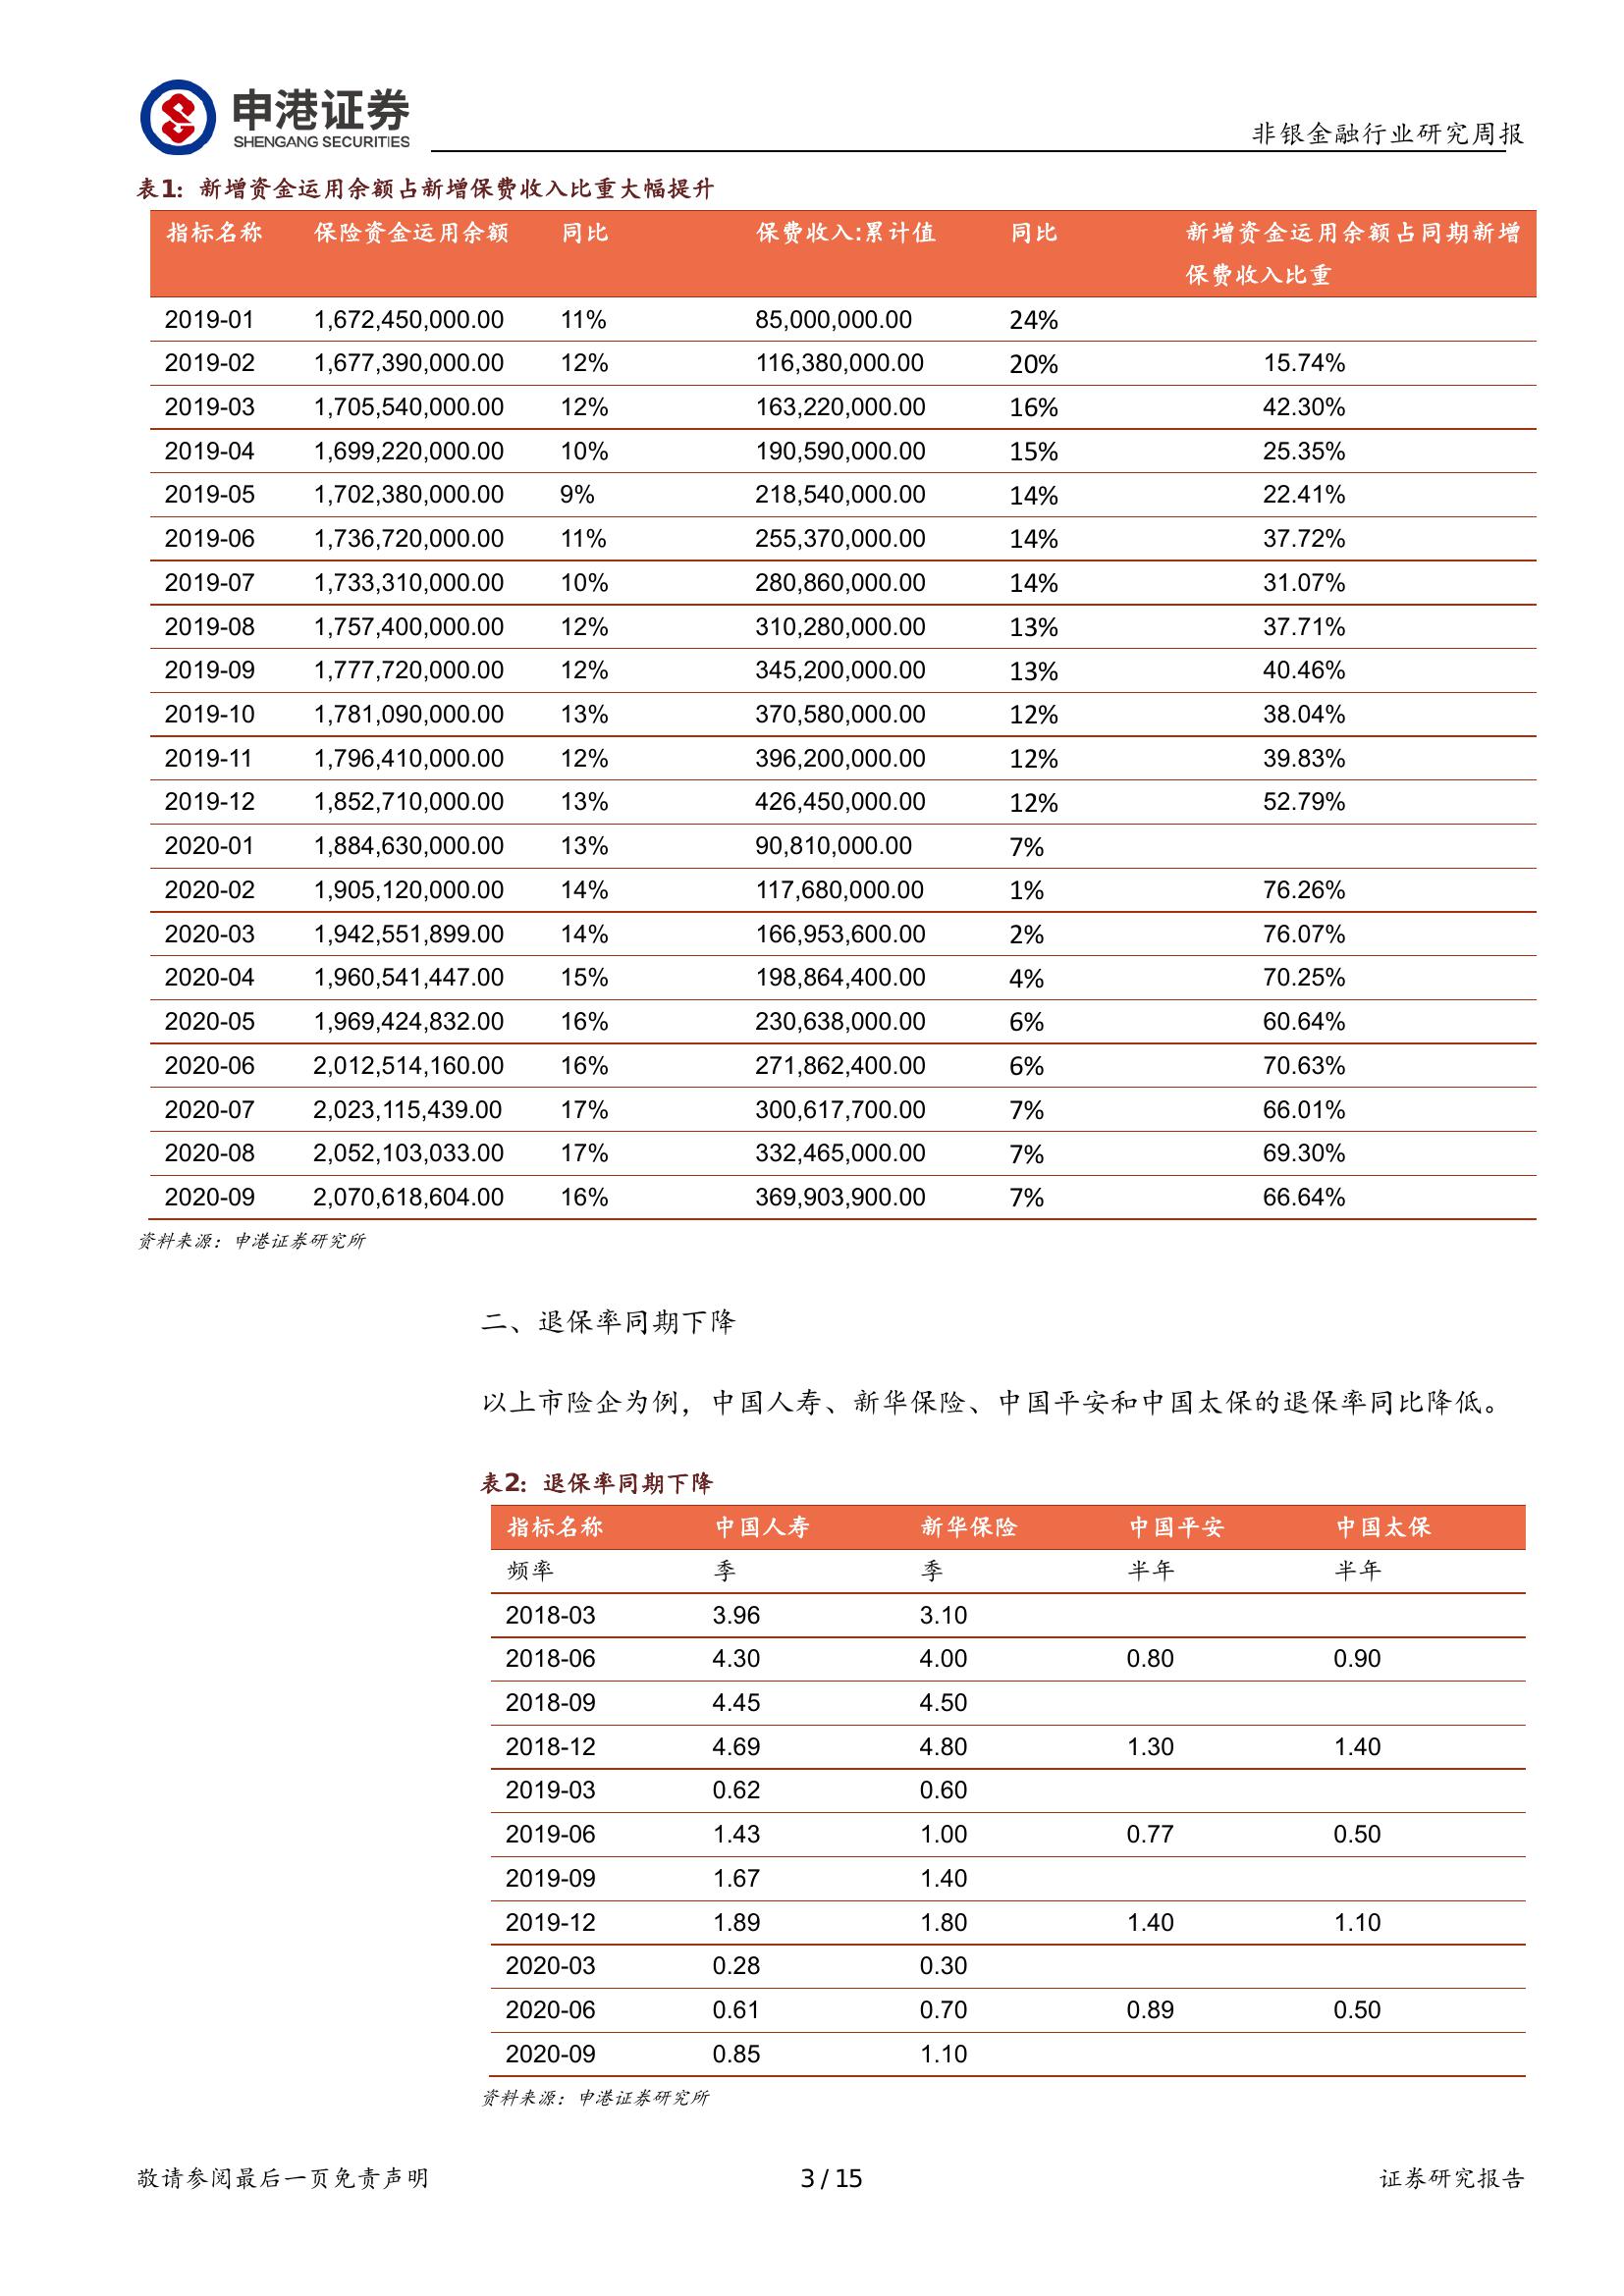 申港证券
SHENGANG SECURITIES
非银金融行业研究周报
表1：新增资金运用余额占新增保费收入比重大幅提升
指标名称 保险资金运用余额 同比 保费收入:累计值 同比 新增资金运用余额占同期新增
保费收入比重
2019-01 1,672,450,000.00 11% 85,000,000.00 24%
2019-02 1,677,390,000.00 12% 116,380,000.00 20% 15.74%
2019-03 1,705,540,000.00 12% 163,220,000.00 16% 42.30%
2019-04 1,699,220,000.00 10% 190,590,000.00 15% 25.35%
2019-05 1,702,380,000.00 9% 218,540,000.00 14% 22.41%
2019-06 1,736,720,000.00 11% 255,370,000.00 14% 37.72%
2019-07 1,733,310,000.00 10% 280,860,000.00 14% 31.07%
2019-08 1,757,400,000.00 12% 310,280,000.00 13% 37.71%
2019-09 1,777,720,000.00 12% 345,200,000.00 13% 40.46%
2019-10 1,781,090,000.00 13% 370,580,000.00 12% 38.04%
2019-11 1,796,410,000.00 12% 396,200,000.00 12% 39.83%
2019-12 1,852,710,000.00 13% 426,450,000.00 12% 52.79%
2020-01 1,884,630,000.00 13% 90,810,000.00 7%
2020-02 1,905,120,000.00 14% 117,680,000.00 1% 76.26%
2020-03 1,942,551,899.00 14% 166,953,600.00 2% 76.07%
2020-04 1,960,541,447.00 15% 198,864,400.00 4% 70.25%
2020-05 1,969,424,832.00 16% 230,638,000.00 6% 60.64%
2020-06 2,012,514,160.00 16% 271,862,400.00 6% 70.63%
2020-07 2,023,115,439.00 17% 300,617,700.00 7% 66.01%
2020-08 2,052,103,033.00 17% 332,465,000.00 7% 69.30%
2020-09 2,070,618,604.00 16% 369,903,900.00 7% 66.64%
资料来源：申港证券研究所
二、退保率同期下降
以上市险企为例，中国人寿、新华保险、中国平安和中国太保的退保率同比降低。
表2：退保率同期下降
指标名称 中国人寿 新华保险 中国平安 中国太保
频率 季 季 半年 半年
2018-03 3.96 3.10
2018-06 4.30 4.00 0.80 0.90
2018-09 4.45 4.50
2018-12 4.69 4.80 1.30 1.40
2019-03 0.62 0.60
2019-06 1.43 1.00 0.77 0.50
2019-09 1.67 1.40
2019-12 1.89 1.80 1.40 1.10
2020-03 0.28 0.30
2020-06 0.61 0.70 0.89 0.50
2020-09 0.85 1.10
资料来源：申港证券研究所
敬请参阅最后一页免责声明 3 / 15 证券研究报告